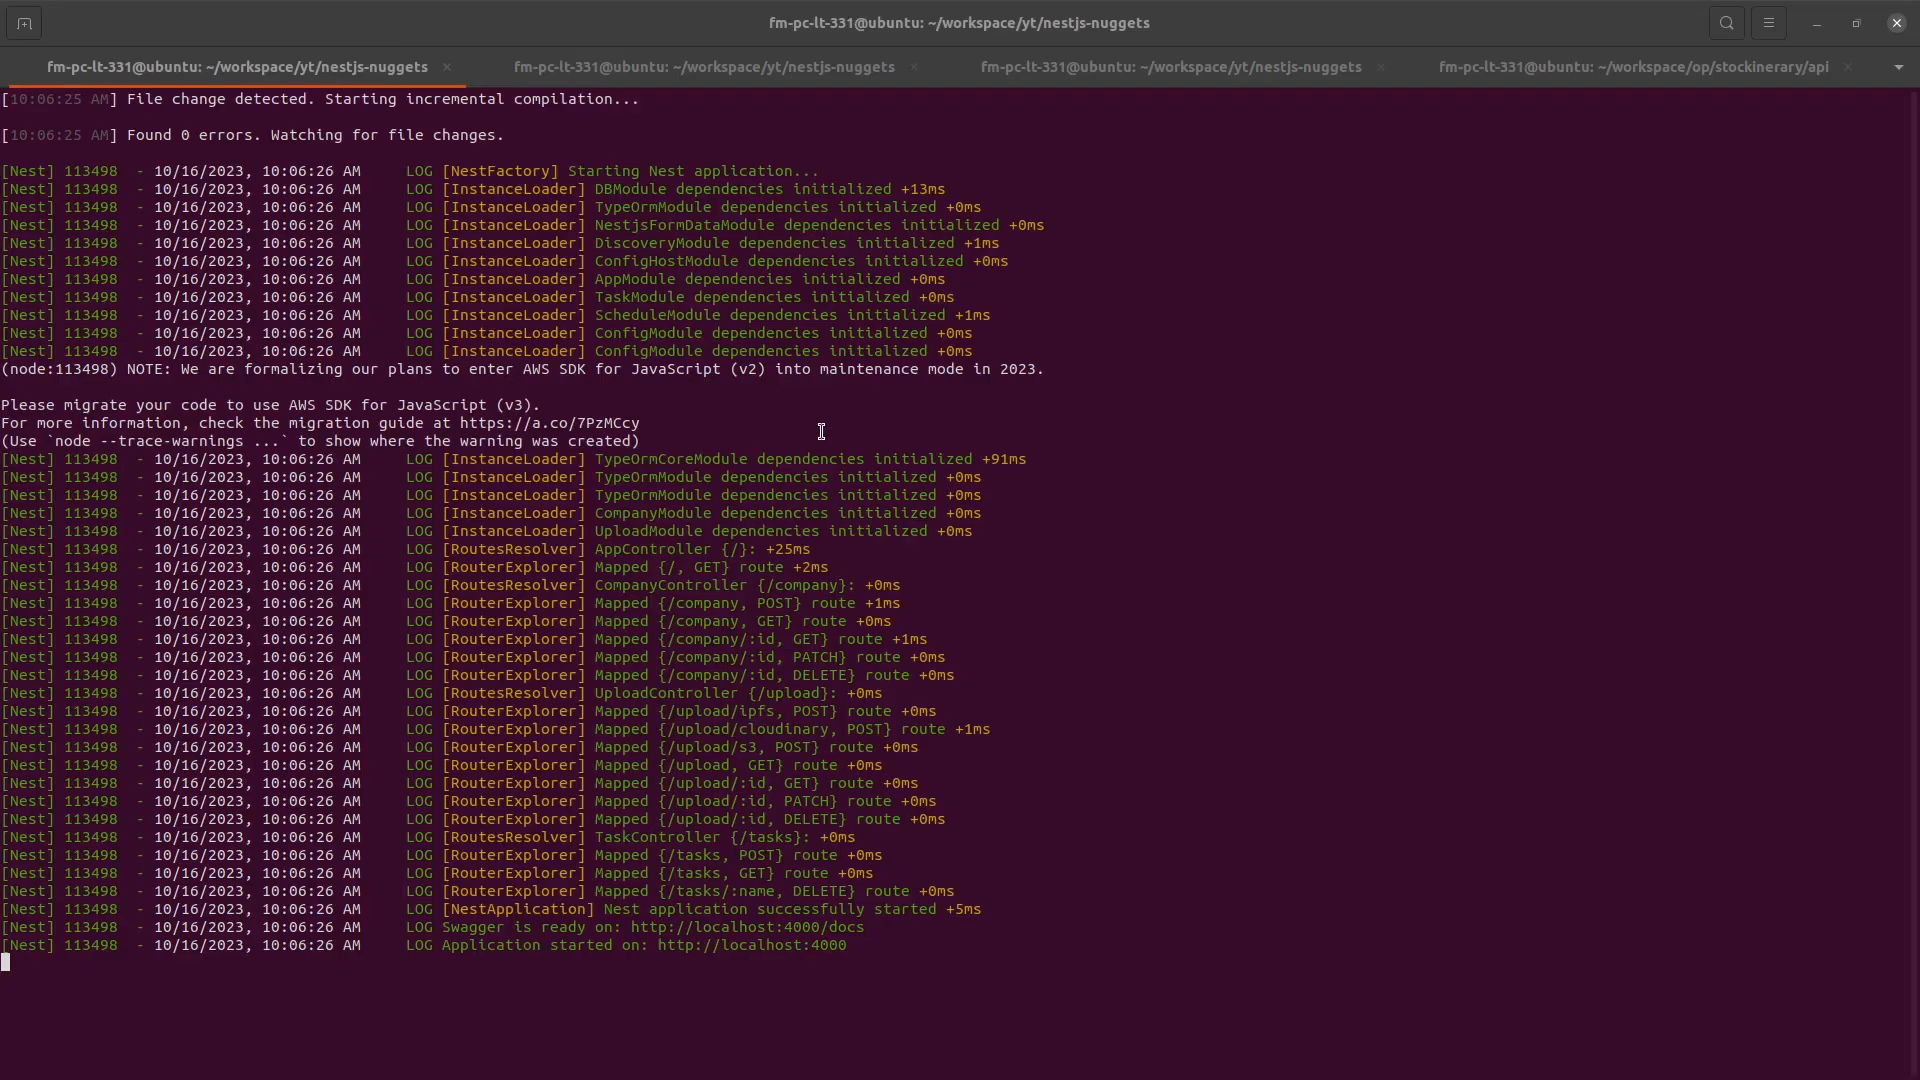 fm-pc-lt-331@ubuntu: ~/workspace/yt/nestjs-nuggets
fm-pc-lt-331@ubuntu: ~/workspace/yt/nestjs-nuggets × fm-pc-lt-331@ubuntu: ~/workspace/yt/nestjs-nuggets × fm-pc-lt-331@ubuntu: ~/workspace/yt/nestjs-nuggets × fm-pc-lt-331@ubuntu: ~/workspace/op/stockinerary/api ×
[10:06:25 AM] File change detected. Starting incremental compilation...
[10:06:25 AM] Found 0 errors. Watching for file changes.
[Nest] 113498  - 10/16/2023, 10:06:26 AM     LOG [NestFactory] Starting Nest application...
[Nest] 113498  - 10/16/2023, 10:06:26 AM     LOG [InstanceLoader] DBModule dependencies initialized +13ms
[Nest] 113498  - 10/16/2023, 10:06:26 AM     LOG [InstanceLoader] TypeOrmModule dependencies initialized +0ms
[Nest] 113498  - 10/16/2023, 10:06:26 AM     LOG [InstanceLoader] NestjsFormDataModule dependencies initialized +0ms
[Nest] 113498  - 10/16/2023, 10:06:26 AM     LOG [InstanceLoader] DiscoveryModule dependencies initialized +1ms
[Nest] 113498  - 10/16/2023, 10:06:26 AM     LOG [InstanceLoader] ConfigHostModule dependencies initialized +0ms
[Nest] 113498  - 10/16/2023, 10:06:26 AM     LOG [InstanceLoader] AppModule dependencies initialized +0ms
[Nest] 113498  - 10/16/2023, 10:06:26 AM     LOG [InstanceLoader] TaskModule dependencies initialized +0ms
[Nest] 113498  - 10/16/2023, 10:06:26 AM     LOG [InstanceLoader] ScheduleModule dependencies initialized +1ms
[Nest] 113498  - 10/16/2023, 10:06:26 AM     LOG [InstanceLoader] ConfigModule dependencies initialized +0ms
[Nest] 113498  - 10/16/2023, 10:06:26 AM     LOG [InstanceLoader] ConfigModule dependencies initialized +0ms
(node:113498) NOTE: We are formalizing our plans to enter AWS SDK for JavaScript (v2) into maintenance mode in 2023.
Please migrate your code to use AWS SDK for JavaScript (v3).
For more information, check the migration guide at https://a.co/7PzMCcy
(Use `node --trace-warnings ...` to show where the warning was created)
[Nest] 113498  - 10/16/2023, 10:06:26 AM     LOG [InstanceLoader] TypeOrmCoreModule dependencies initialized +91ms
[Nest] 113498  - 10/16/2023, 10:06:26 AM     LOG [InstanceLoader] TypeOrmModule dependencies initialized +0ms
[Nest] 113498  - 10/16/2023, 10:06:26 AM     LOG [InstanceLoader] TypeOrmModule dependencies initialized +0ms
[Nest] 113498  - 10/16/2023, 10:06:26 AM     LOG [InstanceLoader] CompanyModule dependencies initialized +0ms
[Nest] 113498  - 10/16/2023, 10:06:26 AM     LOG [InstanceLoader] UploadModule dependencies initialized +0ms
[Nest] 113498  - 10/16/2023, 10:06:26 AM     LOG [RoutesResolver] AppController {/}: +25ms
[Nest] 113498  - 10/16/2023, 10:06:26 AM     LOG [RouterExplorer] Mapped {/, GET} route +2ms
[Nest] 113498  - 10/16/2023, 10:06:26 AM     LOG [RoutesResolver] CompanyController {/company}: +0ms
[Nest] 113498  - 10/16/2023, 10:06:26 AM     LOG [RouterExplorer] Mapped {/company, POST} route +1ms
[Nest] 113498  - 10/16/2023, 10:06:26 AM     LOG [RouterExplorer] Mapped {/company, GET} route +0ms
[Nest] 113498  - 10/16/2023, 10:06:26 AM     LOG [RouterExplorer] Mapped {/company/:id, GET} route +1ms
[Nest] 113498  - 10/16/2023, 10:06:26 AM     LOG [RouterExplorer] Mapped {/company/:id, PATCH} route +0ms
[Nest] 113498  - 10/16/2023, 10:06:26 AM     LOG [RouterExplorer] Mapped {/company/:id, DELETE} route +0ms
[Nest] 113498  - 10/16/2023, 10:06:26 AM     LOG [RoutesResolver] UploadController {/upload}: +0ms
[Nest] 113498  - 10/16/2023, 10:06:26 AM     LOG [RouterExplorer] Mapped {/upload/ipfs, POST} route +0ms
[Nest] 113498  - 10/16/2023, 10:06:26 AM     LOG [RouterExplorer] Mapped {/upload/cloudinary, POST} route +1ms
[Nest] 113498  - 10/16/2023, 10:06:26 AM     LOG [RouterExplorer] Mapped {/upload/s3, POST} route +0ms
[Nest] 113498  - 10/16/2023, 10:06:26 AM     LOG [RouterExplorer] Mapped {/upload, GET} route +0ms
[Nest] 113498  - 10/16/2023, 10:06:26 AM     LOG [RouterExplorer] Mapped {/upload/:id, GET} route +0ms
[Nest] 113498  - 10/16/2023, 10:06:26 AM     LOG [RouterExplorer] Mapped {/upload/:id, PATCH} route +0ms
[Nest] 113498  - 10/16/2023, 10:06:26 AM     LOG [RouterExplorer] Mapped {/upload/:id, DELETE} route +0ms
[Nest] 113498  - 10/16/2023, 10:06:26 AM     LOG [RoutesResolver] TaskController {/tasks}: +0ms
[Nest] 113498  - 10/16/2023, 10:06:26 AM     LOG [RouterExplorer] Mapped {/tasks, POST} route +0ms
[Nest] 113498  - 10/16/2023, 10:06:26 AM     LOG [RouterExplorer] Mapped {/tasks, GET} route +0ms
[Nest] 113498  - 10/16/2023, 10:06:26 AM     LOG [RouterExplorer] Mapped {/tasks/:name, DELETE} route +0ms
[Nest] 113498  - 10/16/2023, 10:06:26 AM     LOG [NestApplication] Nest application successfully started +5ms
[Nest] 113498  - 10/16/2023, 10:06:26 AM     LOG Swagger is ready on: http://localhost:4000/docs
[Nest] 113498  - 10/16/2023, 10:06:26 AM     LOG Application started on: http://localhost:4000